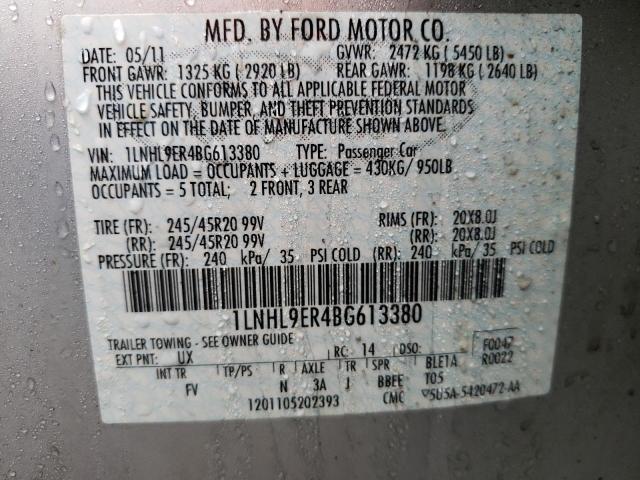 MFD. BY FORD MOTOR CO.
DATE: 05/11 GVWR: 2472 KG (5450 LB)
FRONT GAWR: 1325 KG (2920 LB) REAR GAWR: 1198 KG (2640 LB)
THIS VEHICLE CONFORMS TO ALL APPLICABLE FEDERAL MOTOR
VEHICLE SAFETY, BUMPER, AND THEFT PREVENTION STANDARDS
IN EFFECT ON THE DATE OF MANUFACTURE SHOWN ABOVE.
VIN: 1LNHL9ER4BG613380 TYPE: Passenger Car
MAXIMUM LOAD = OCCUPANTS + LUGGAGE = 430KG/950LB
OCCUPANTS = 5 TOTAL; 2 FRONT, 3 REAR
TIRE (FR): 245/45R20 99V RIMS (FR): 20X8.0J
(RR): 245/45R20 99V (RR): 20X8.0J
PRESSURE (FR): 240 kPa/ 35 PSI COLD (RR): 240 kPa/ 35 PSI COLD
1LNHL9ER4BG613380
TRAILER TOWING - SEE OWNER GUIDE F0047
EXT PNT: UX RC: 14 DSO: R0022
INT TR TP/PS R AXLE TR SPR BLE1A
FV N 3A J BBEE T05
1201105202393 CMC 5U5A-5420472-AA